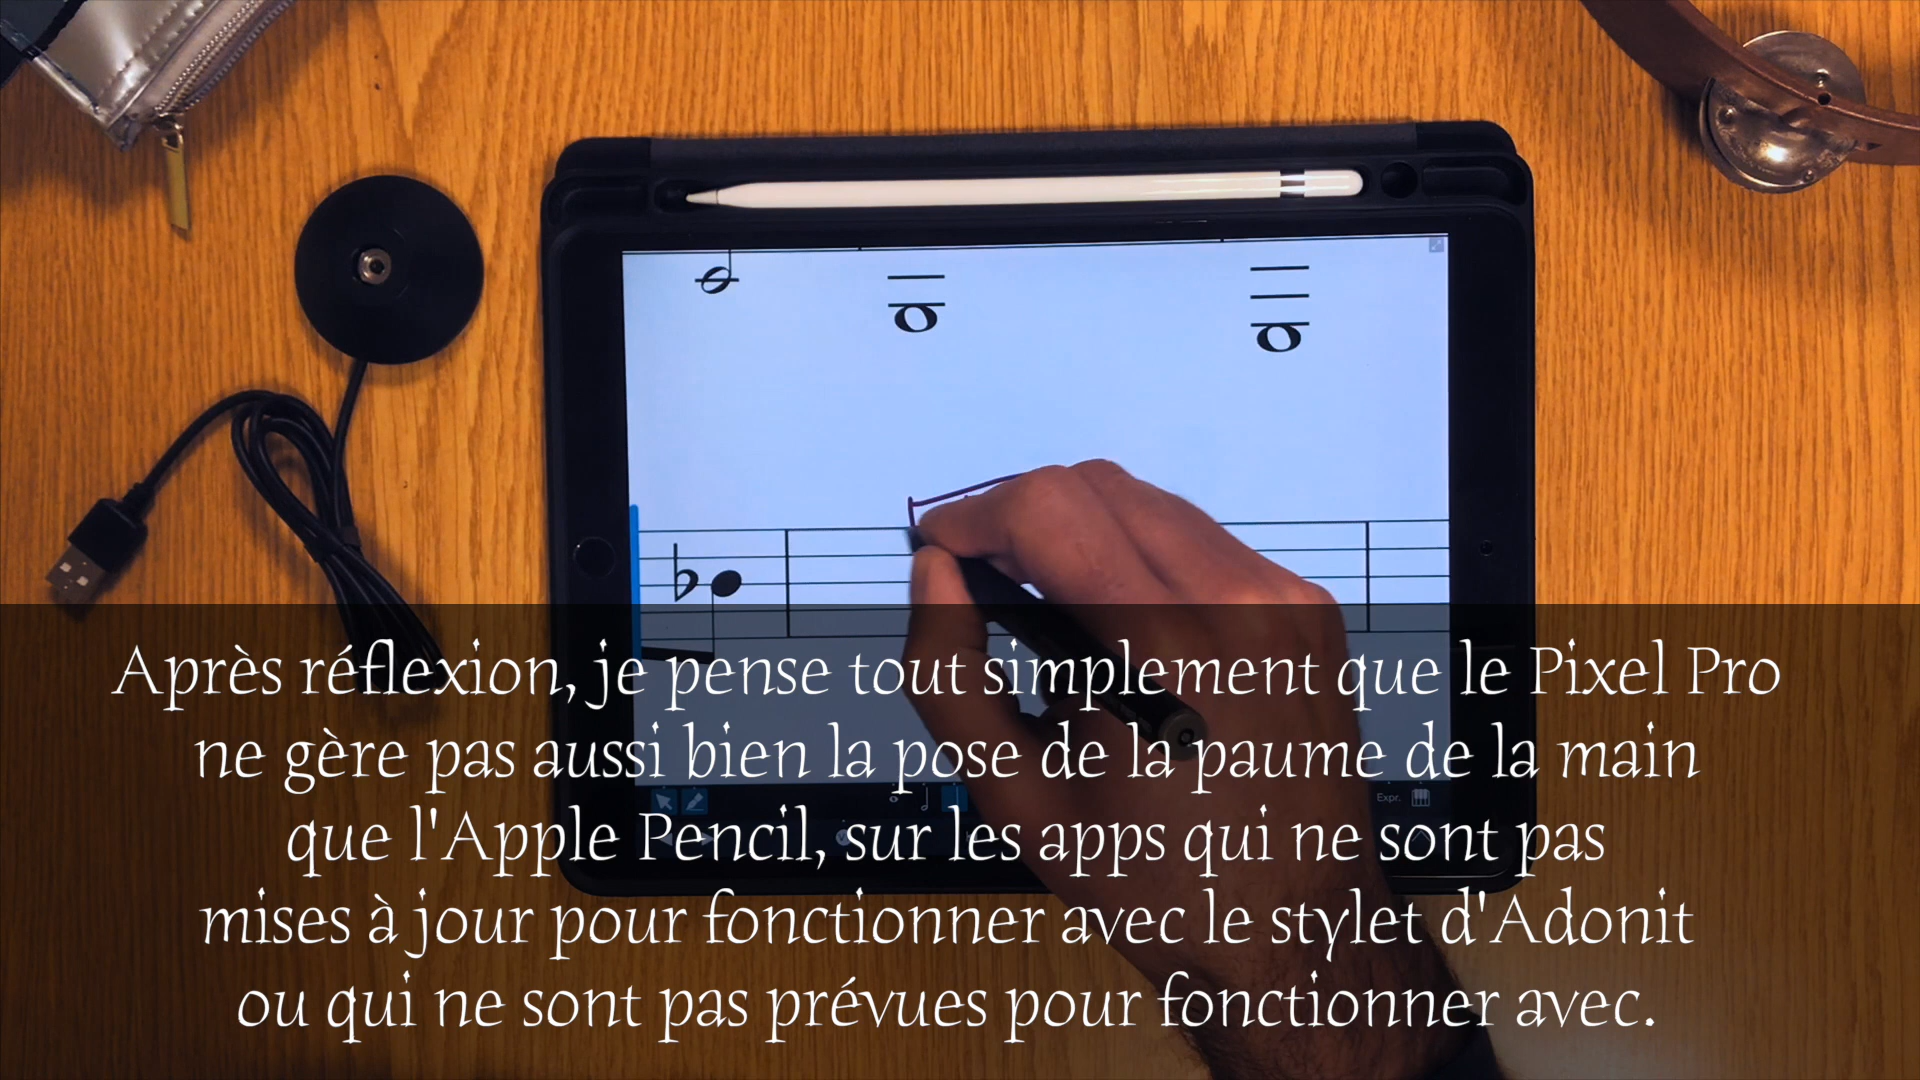 Expr.
Après réflexion, je pense tout simplement que le Pixel Pro
ne gère pas aussi bien la pose de la paume de la main
que l'Apple Pencil, sur les apps qui ne sont pas
mises à jour pour fonctionner avec le stylet d'Adonit
ou qui ne sont pas prévues pour fonctionner avec.